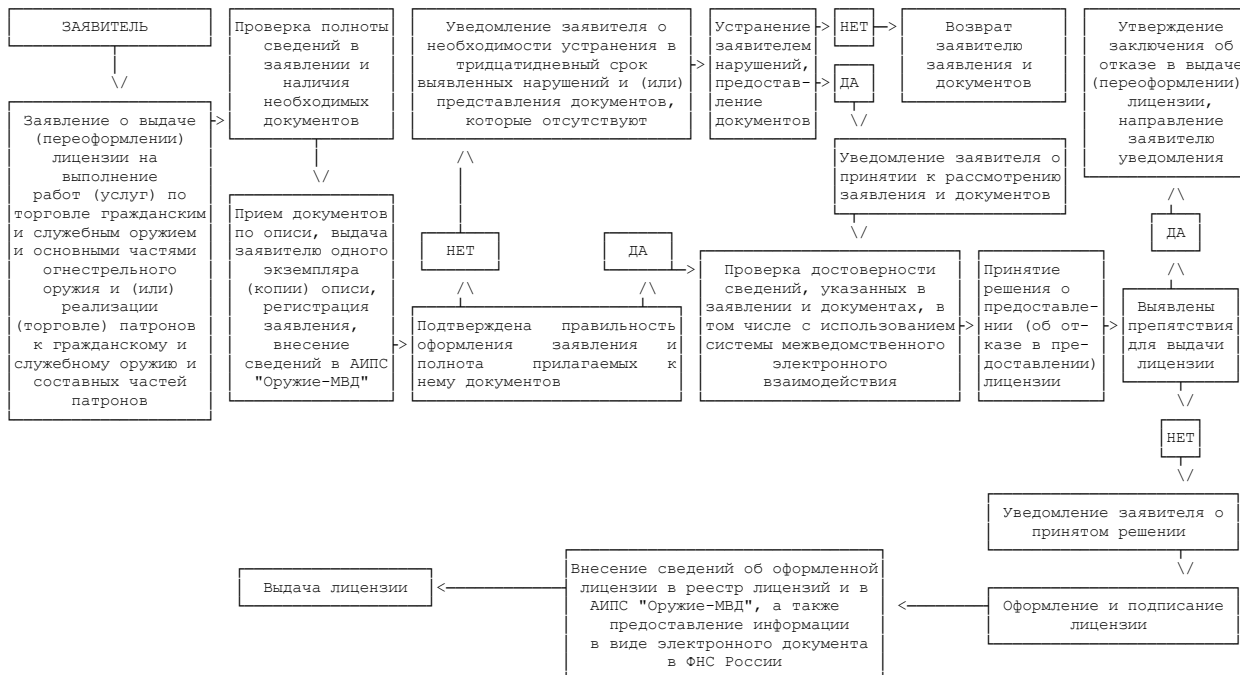 ЗАЯВИТЕЛЬ
Заявление о выдаче
(переоформлении)
лицензии на
выполнение
работ (услуг) по
торговле гражданским
и служебным оружием
и основными частями
огнестрельного
оружия и (или)
реализации
(торговле) патронов
к гражданскому и
служебному оружию и
составных частей
патронов
Проверка полноты
сведений в
заявлении и
наличия
необходимых
документов
Прием документов
по описи, выдача
заявителю одного
экземпляра
(копии) описи,
регистрация
заявления,
внесение
сведений в АИПС
"Оружие-МВД"
Уведомление заявителя о
необходимости устранения в
тридцатидневный срок
выявленных нарушений и (или)
представления документов,
которые отсутствуют
НЕТ
ДА
Подтверждена правильность
оформления заявления и
полнота прилагаемых к
нему документов
Устранение
заявителем
нарушений,
предостав-
ление
документов
НЕТ
ДА
Возврат
заявителю
заявления и
документов
Уведомление заявителя о
принятии к рассмотрению
заявления и документов
Проверка достоверности
сведений, указанных в
заявлении и документах, в
том числе с использованием
системы межведомственного
электронного
взаимодействия
Принятие
решения о
предоставле-
нии (об от-
казе в пре-
доставлении)
лицензии
Утверждение
заключения об
отказе в выдаче
(переоформлении)
лицензии,
направление
заявителю
уведомления
ДА
Выявлены
препятствия
для выдачи
лицензии
НЕТ
Уведомление заявителя о
принятом решении
Оформление и подписание
лицензии
Внесение сведений об оформленной
лицензии в реестр лицензий и в
АИПС "Оружие-МВД", а также
предоставление информации
в виде электронного документа
в ФНС России
Выдача лицензии